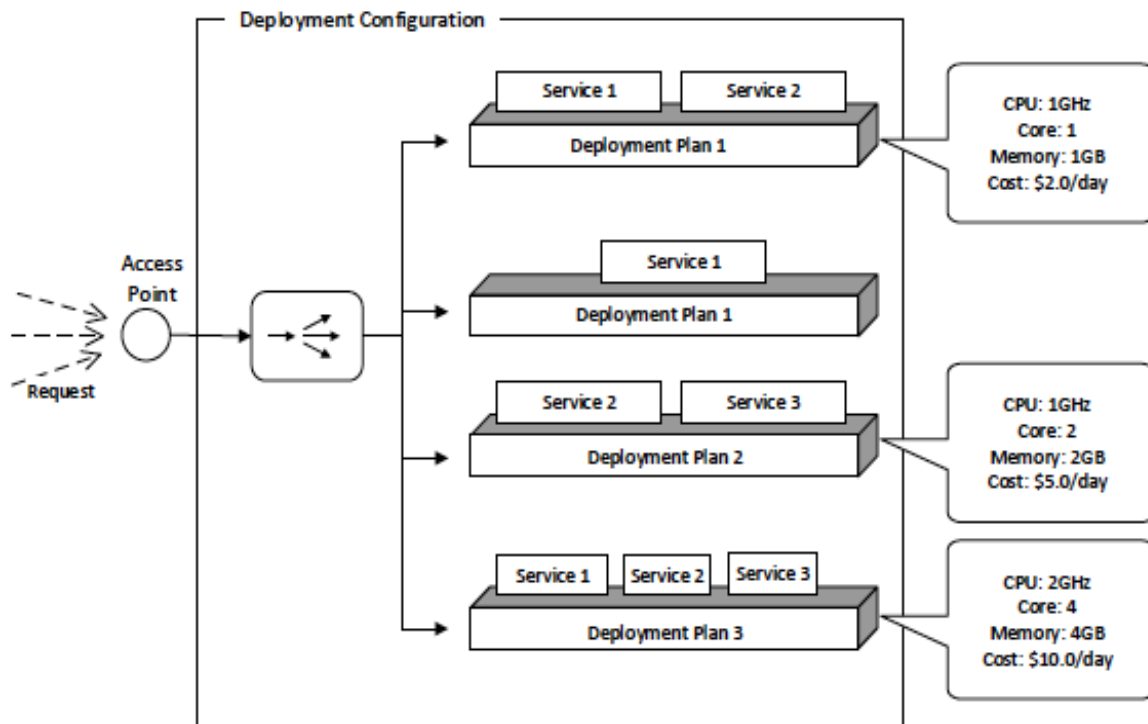 Deployment Configuration
Service 1
Service 2
Deployment Plan 1
CPU: 1GHz
Core: 1
Memory: 1GB
Cost: $2.0/day
Access
Point
Request
Service 1
Deployment Plan 1
Service 2
Service 3
Deployment Plan 2
CPU: 1GHz
Core: 2
Memory: 2GB
Cost: $5.0/day
Service 1
Service 2
Service 3
Deployment Plan 3
CPU: 2GHz
Core: 4
Memory: 4GB
Cost: $10.0/day